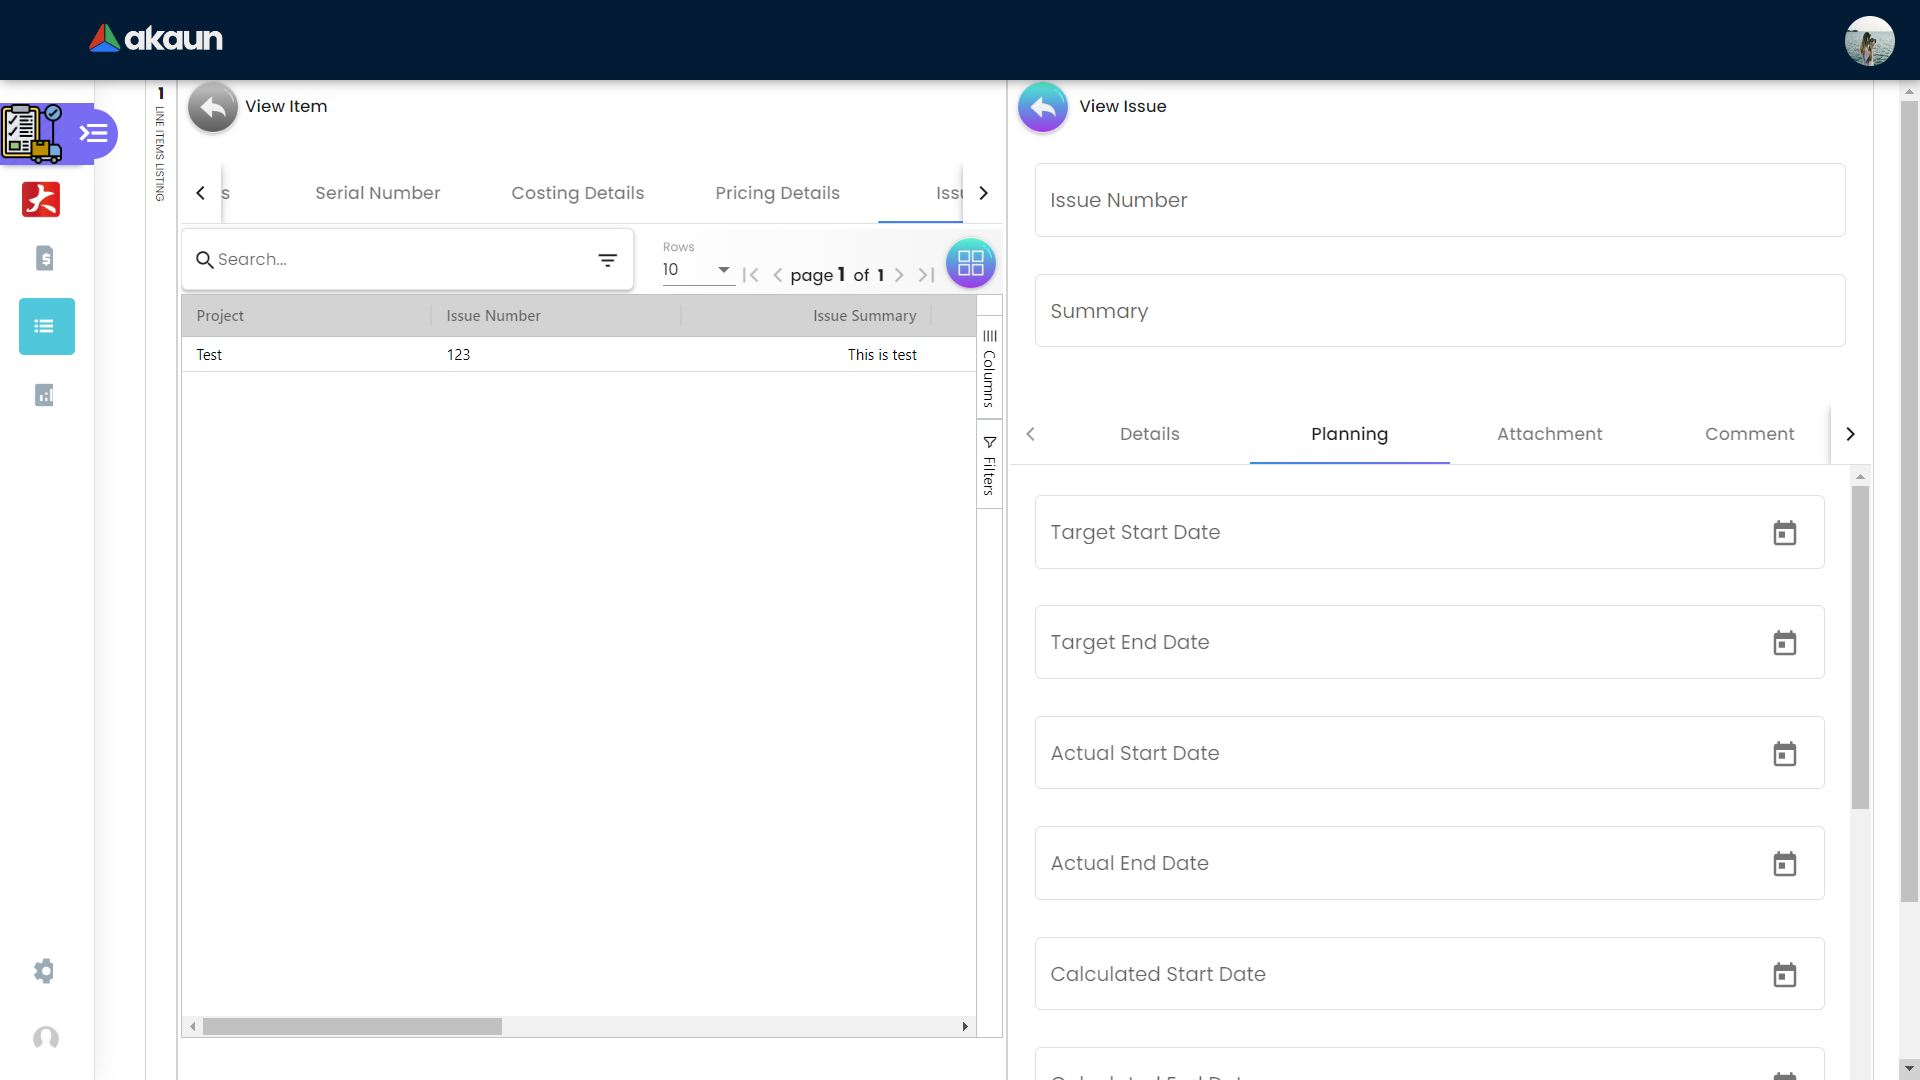 akaun
1 LINE ITEMS LISTING
View Item
s Serial Number Costing Details Pricing Details
Search...
Rows
10
page 1 of 1
Project Issue Number Issue Summary
Test 123 This is test
Columns
Filters
View Issue
Issue Number
Summary
Details Planning Attachment Comment
Target Start Date
Target End Date
Actual Start Date
Actual End Date
Calculated Start Date